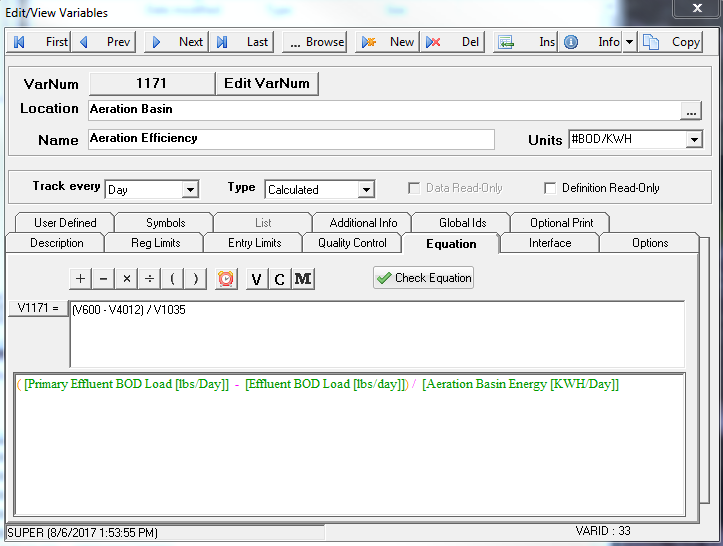 Edit/View Variables
X
First Prev Next Last ... Browse New Del Ins Info Copy
VarNum 1171 Edit VarNum
Location Aeration Basin ...
Name Aeration Efficiency Units #BOD/KWH
Track every Day Type Calculated Data Read-Only Definition Read-Only
User Defined Symbols List Additional Info Global Ids Optional Print
Description Reg Limits Entry Limits Quality Control Equation Interface Options
+ − × ÷ ( ) V C M Check Equation
V1171 = (V600 - V4012) / V1035
( [Primary Effluent BOD Load [lbs/Day]] - [Effluent BOD Load [lbs/day]]) / [Aeration Basin Energy [KWH/Day]]
SUPER (8/6/2017 1:53:55 PM) VARID : 33